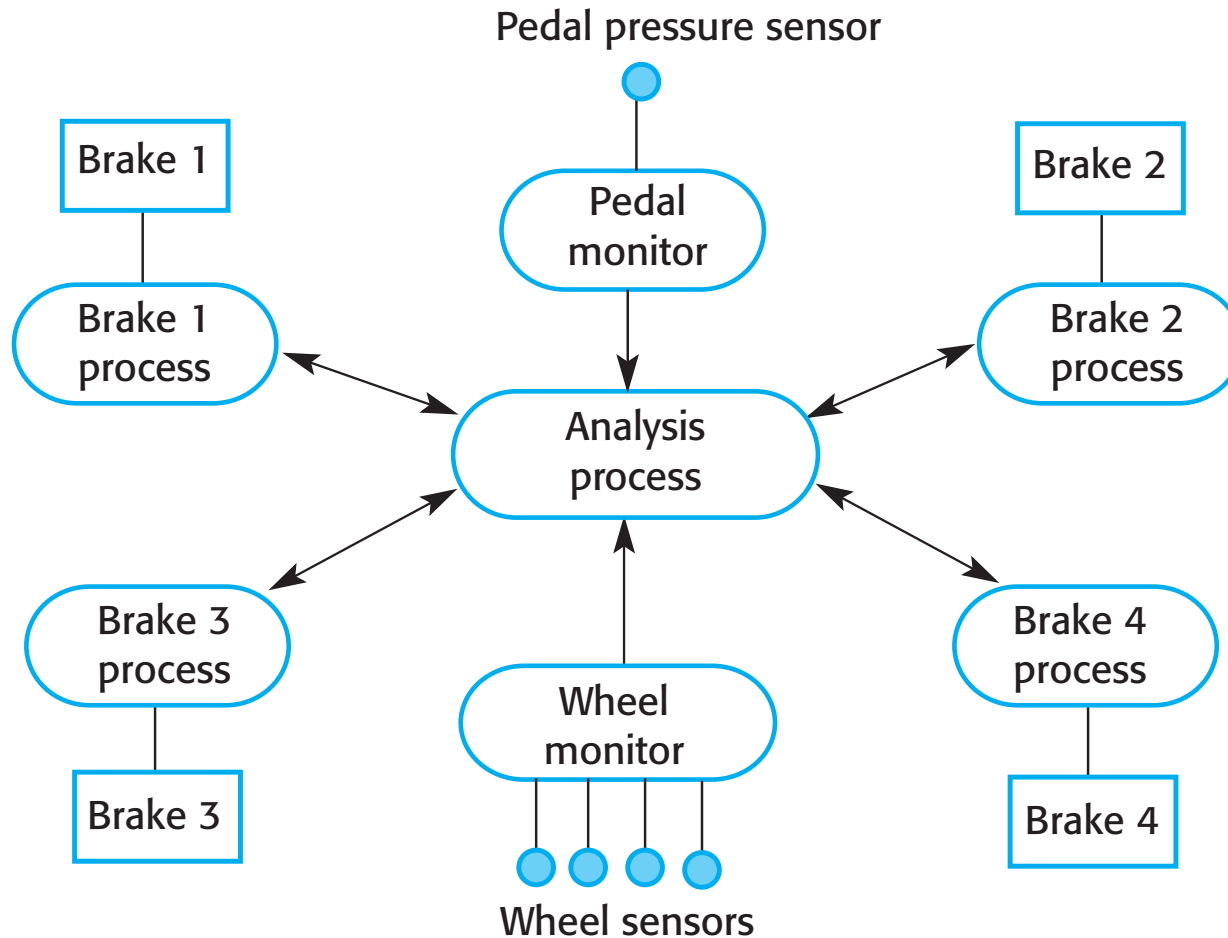 Pedal pressure sensor
Brake 1
Brake 2
Pedal
monitor
Brake 1
process
Brake 2
process
Analysis
process
Brake 3
process
Brake 4
process
Wheel
monitor
Brake 3
Brake 4
Wheel sensors